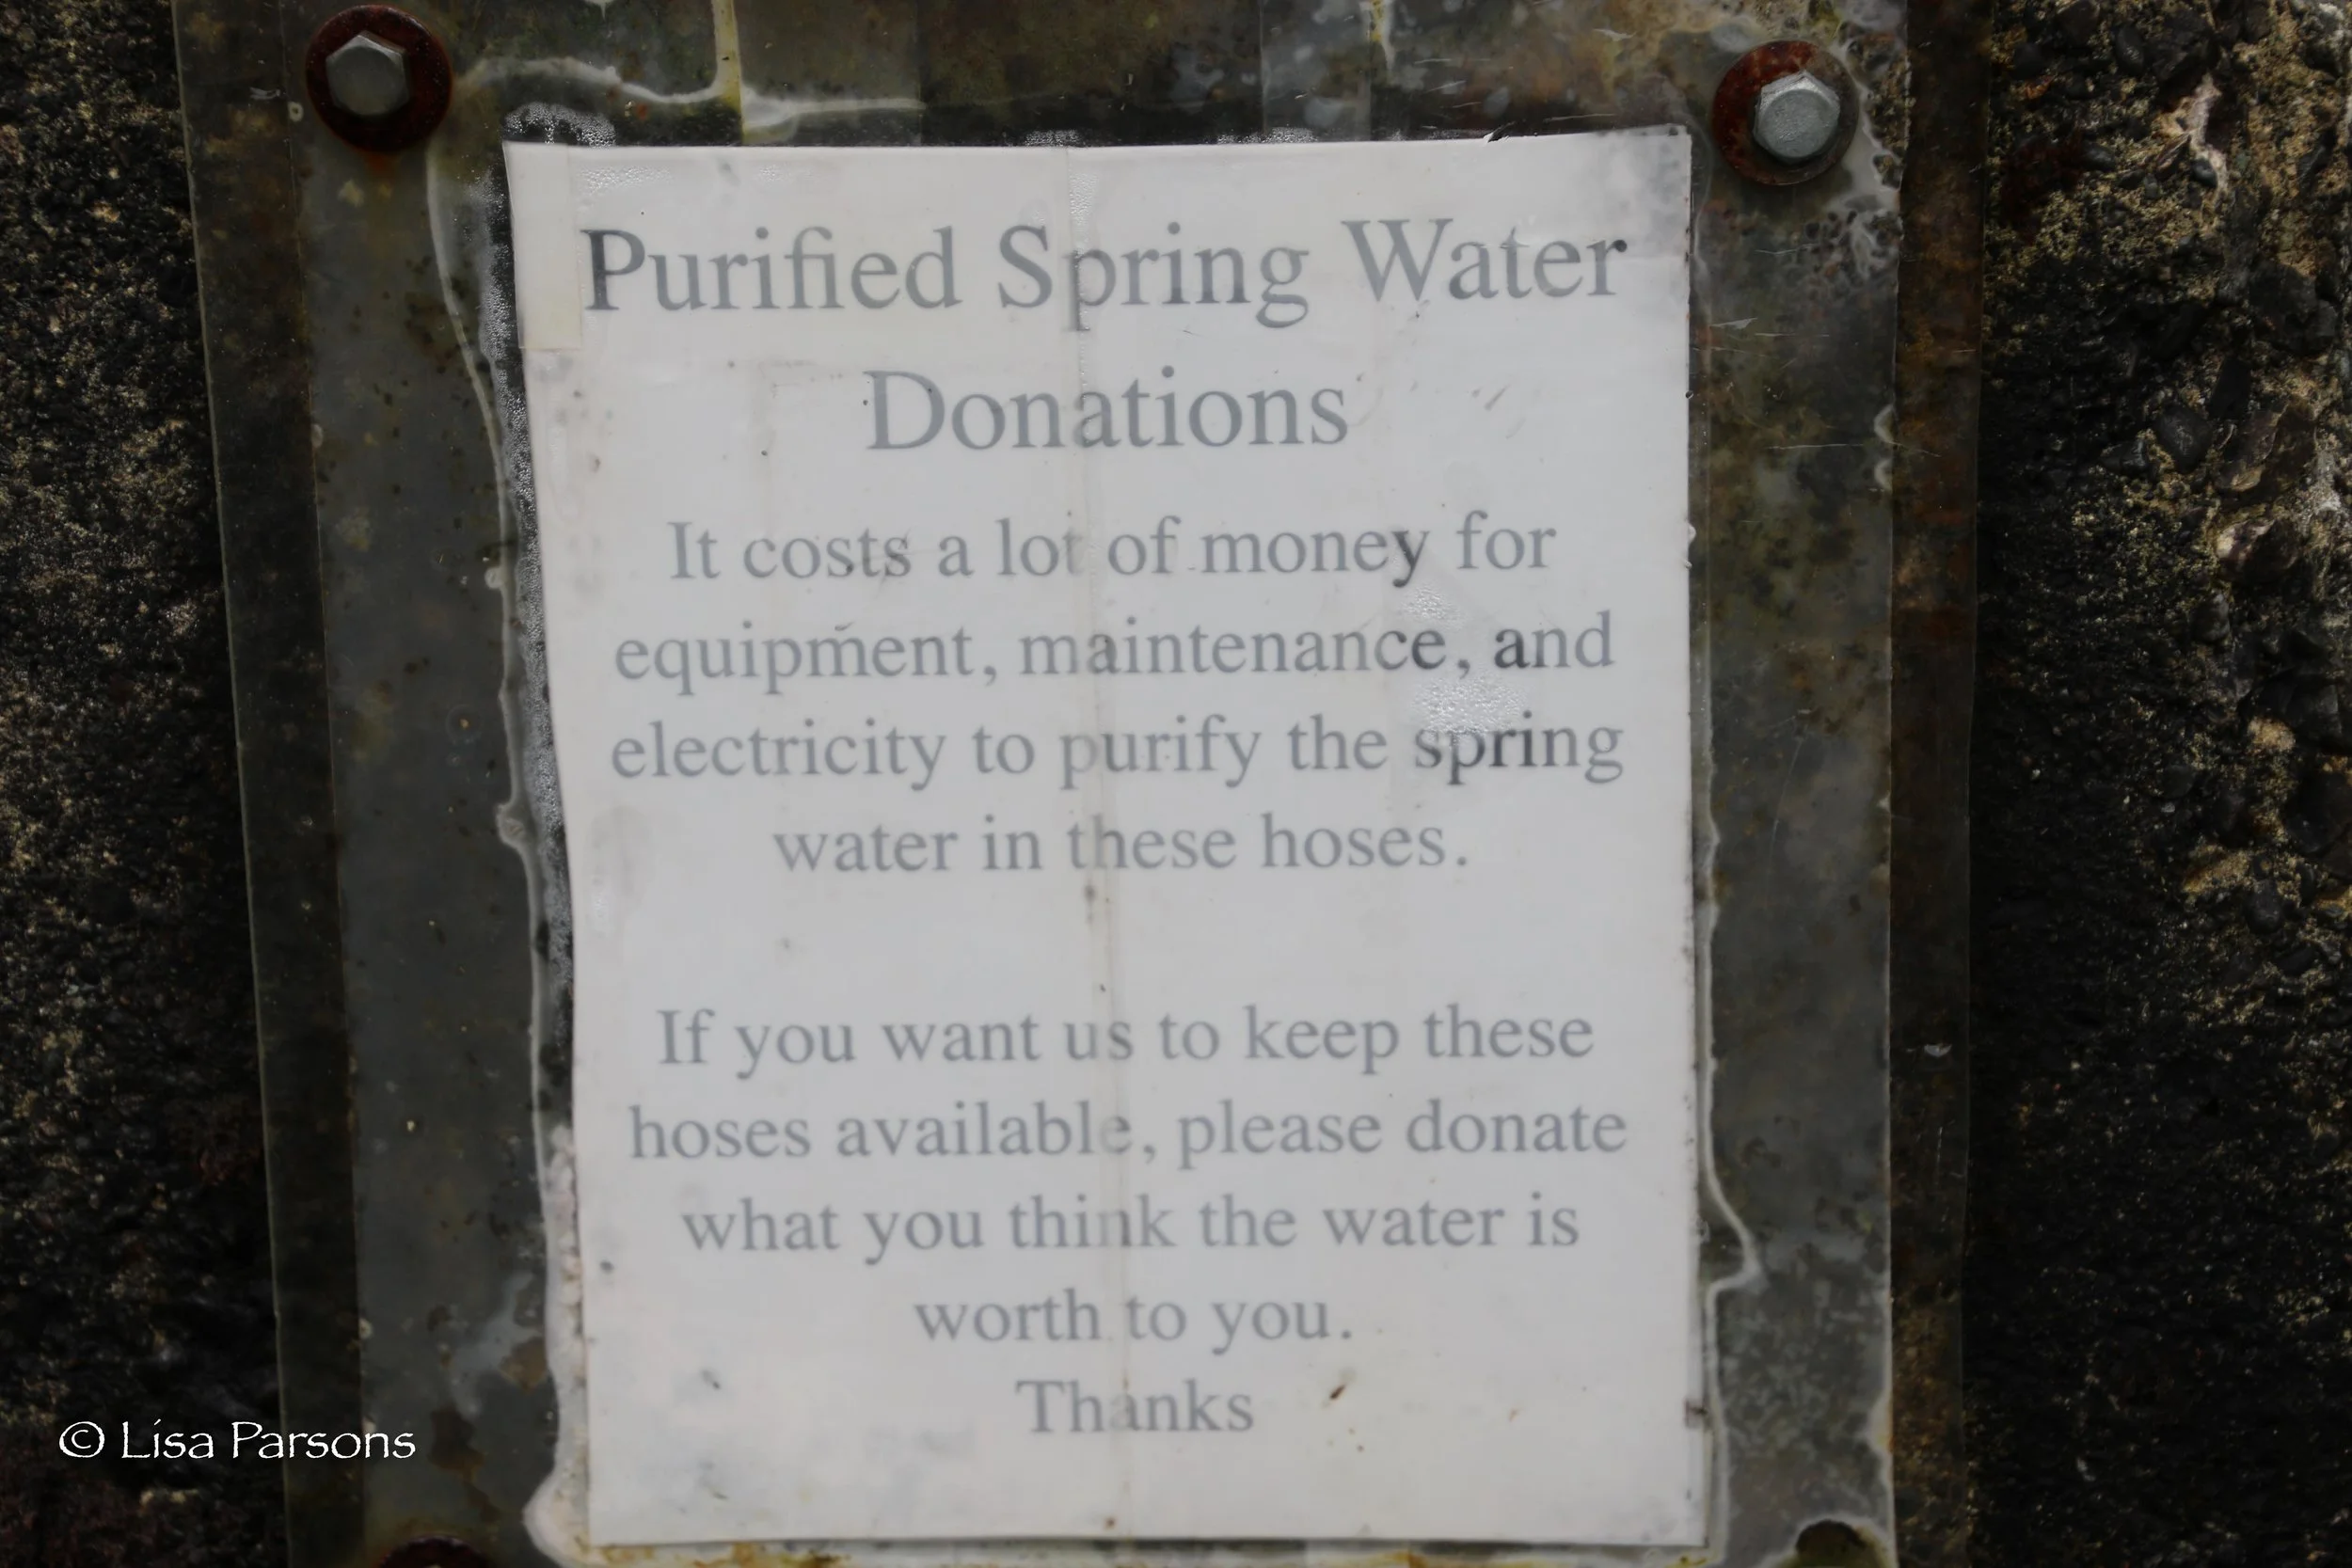 Purified Spring Water
Donations
It costs a lot of money for
equipment, maintenance, and
electricity to purify the spring
water in these hoses.
If you want us to keep these
hoses available, please donate
what you think the water is
worth to you.
Thanks
© Lisa Parsons